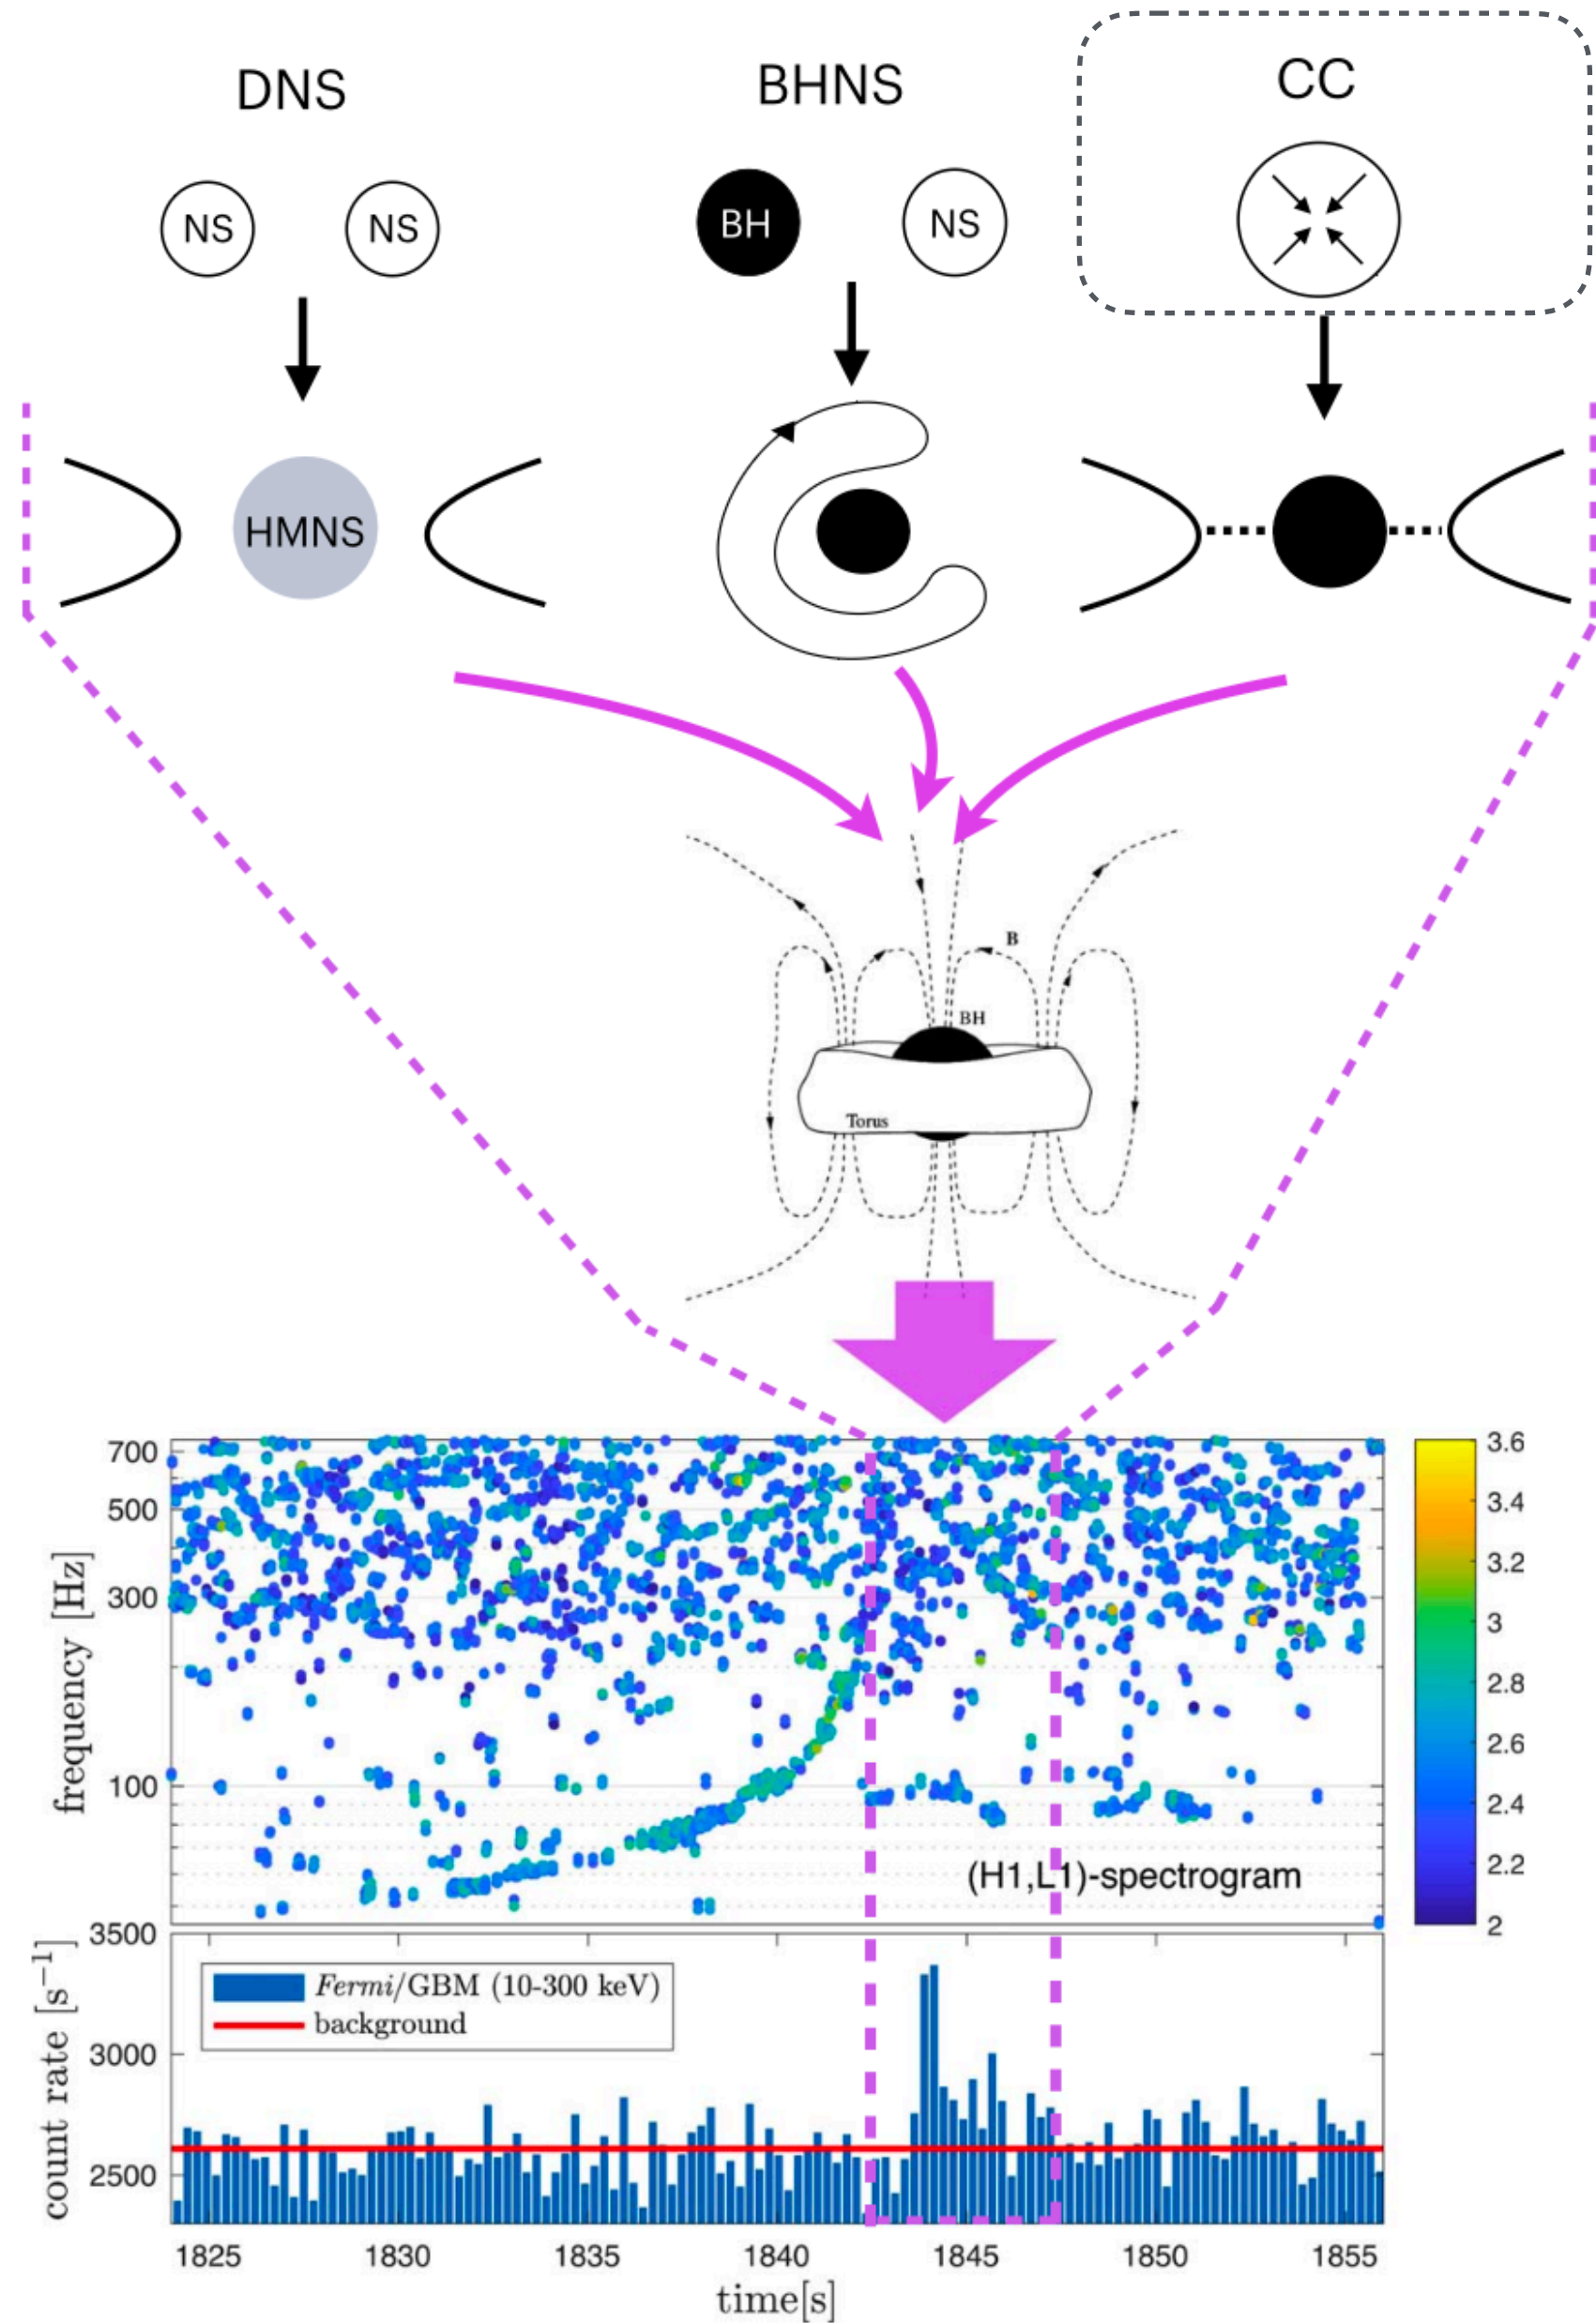 DNS
BHNS
CC
NS
NS
BH
NS
HMNS
B
BH
Torus
frequency [Hz]
700
500
300
100
(H1,L1)-spectrogram
3.6
3.4
3.2
3
2.8
2.6
2.4
2.2
2
count rate [s⁻¹]
3500
3000
2500
Fermi/GBM (10-300 keV)
background
1825 1830 1835 1840 1845 1850 1855
time[s]